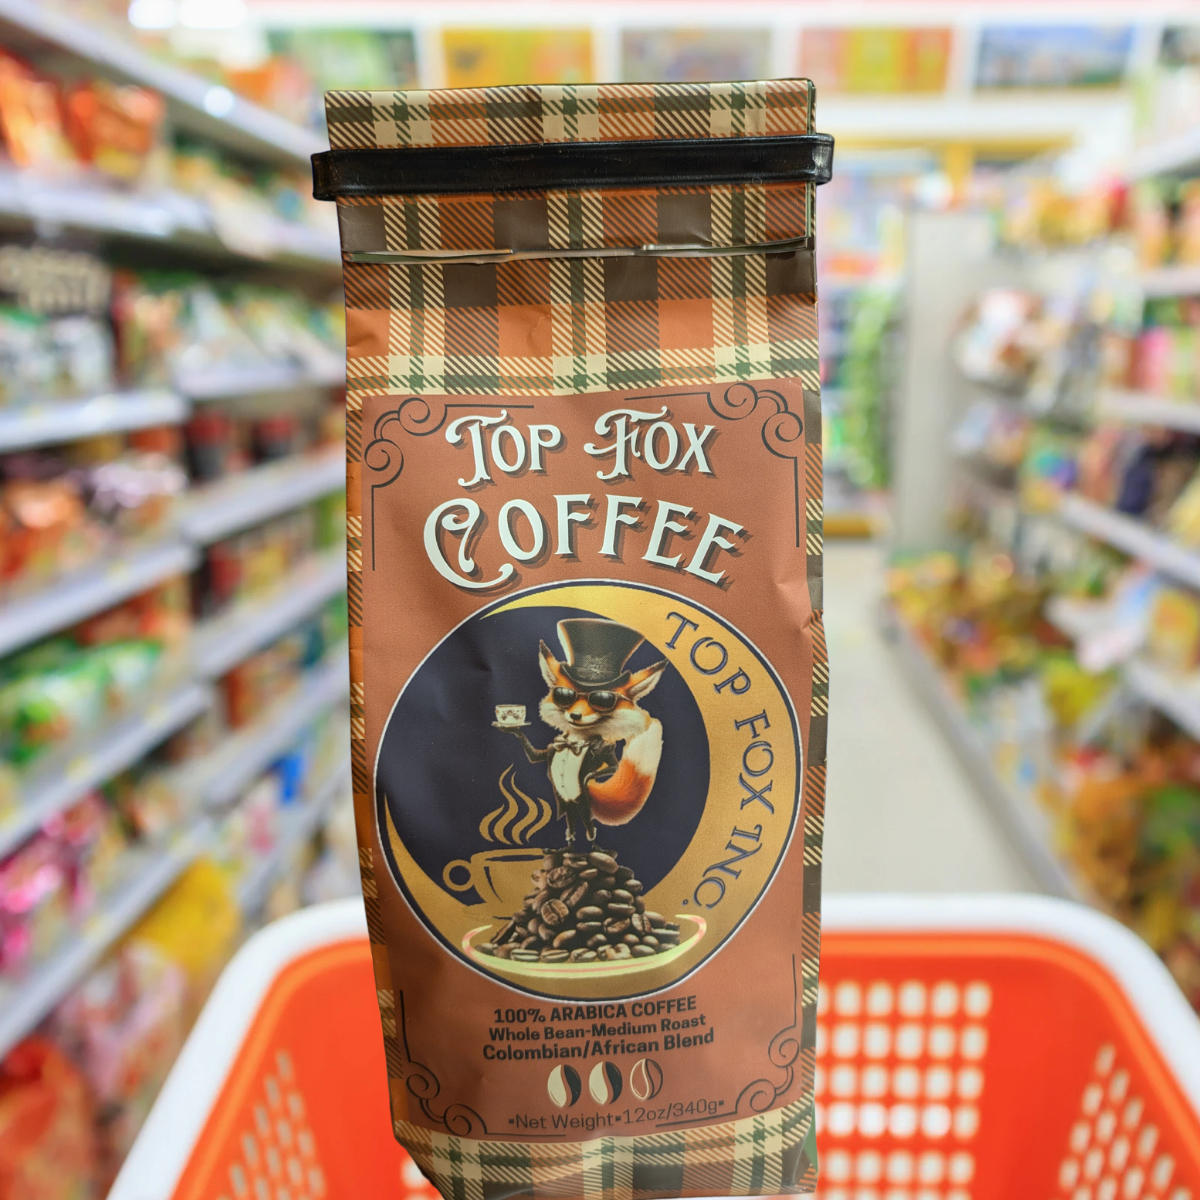 Top Fox
Coffee
TOP FOX INC.
100% ARABICA COFFEE
Whole Bean-Medium Roast
Colombian/African Blend
▪Net Weight▪12oz/340g▪